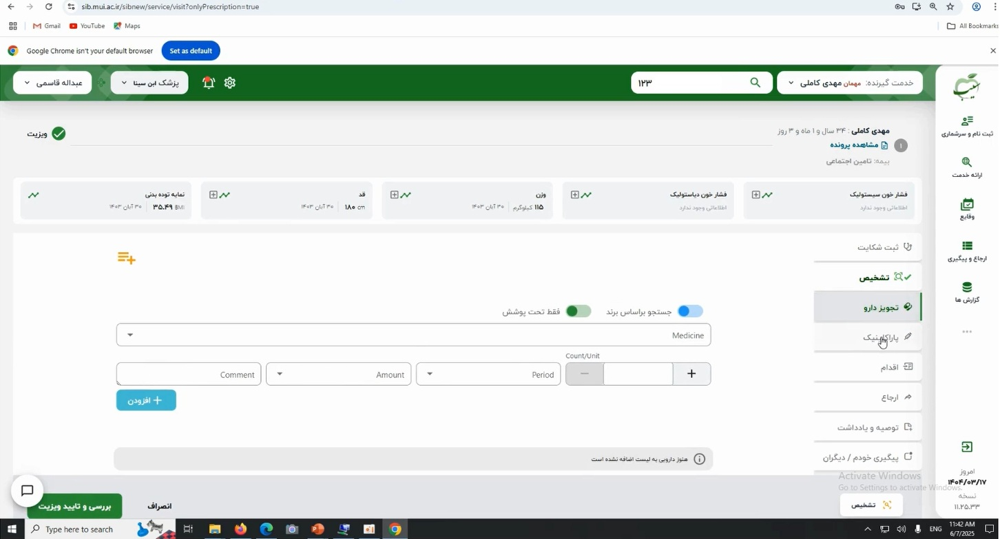 sib.mui.ac.ir/sibnew/service/visit?onlyPrescription=true
Gmail YouTube Maps All Bookmarks
Google Chrome isn't your default browser Set as default
خدمت گیرنده: مهمان مهدی کاملی
۱۲۳
پزشک ابن سینا
عبداله قاسمی
سیب
ثبت نام و سرشماری
ارائه خدمت
وقایع
ارجاع و پیگیری
گزارش ها
امروز
۱۴۰۴/۰۳/۱۷
نسخه
۱۱.۲۵.۳۳
مهدی کاملی : ۳۴ سال و ۱ ماه و ۳ روز
۱
مشاهده پرونده
بیمه: تامین اجتماعی
ویزیت
فشار خون سیستولیک
اطلاعاتی وجود ندارد
فشار خون دیاستولیک
اطلاعاتی وجود ندارد
وزن
۱۱۵ کیلوگرم ۳۰ آبان ۱۴۰۳
قد
۱۸۰ cm ۳۰ آبان ۱۴۰۳
نمایه توده بدنی
۳۵.۴۹ BMI ۳۰ آبان ۱۴۰۳
ثبت شکایت
تشخیص
تجویز دارو
پاراکلینیک
اقدام
ارجاع
توصیه و یادداشت
پیگیری خودم / دیگران
جستجو براساس برند
فقط تحت پوشش
Medicine
Count/Unit
Period
Amount
Comment
افزودن
هنوز دارویی به لیست اضافه نشده است
Activate Windows
Go to Settings to activate Windows.
تشخیص
انصراف
بررسی و تایید ویزیت
Type here to search
ENG
11:42 AM
6/7/2025